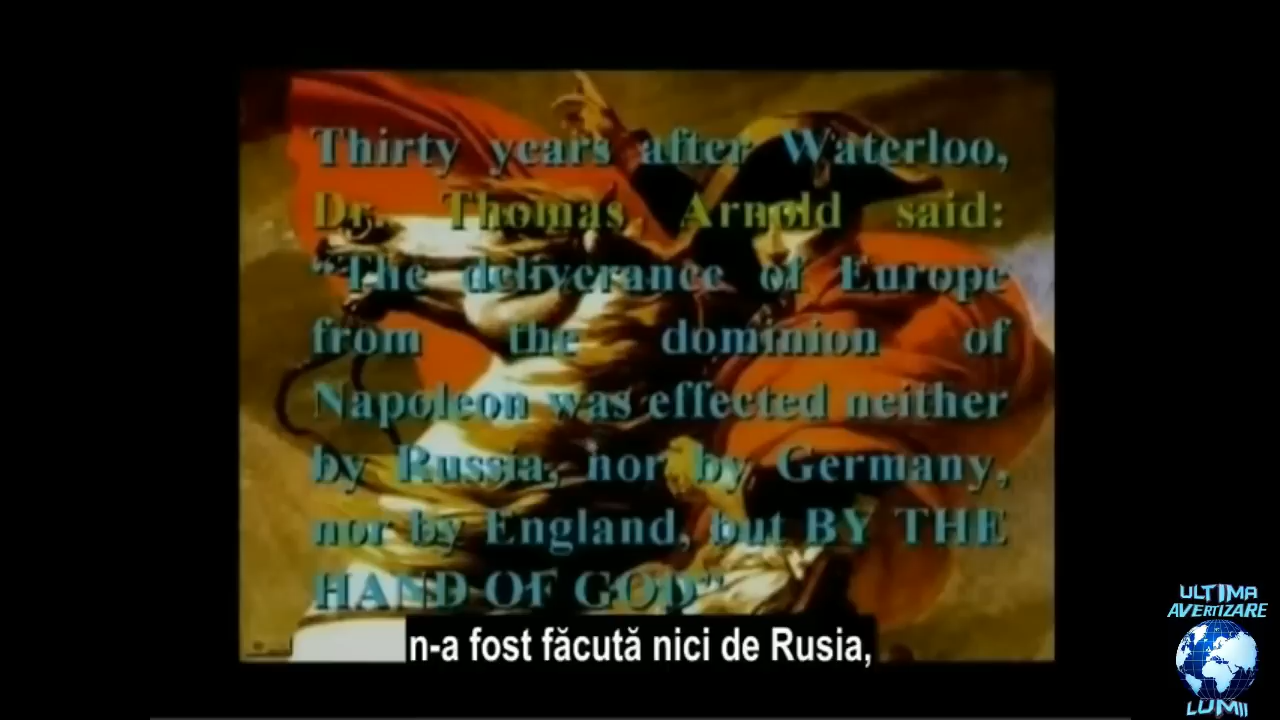 Thirty years after Waterloo,
Dr. Thomas Arnold said:
“The deliverance of Europe
from the dominion of
Napoleon was effected neither
by Russia, nor by Germany,
nor by England, but BY THE
HAND OF GOD”
n-a fost făcută nici de Rusia,
ULTIMA
AVERTIZARE
LUMII